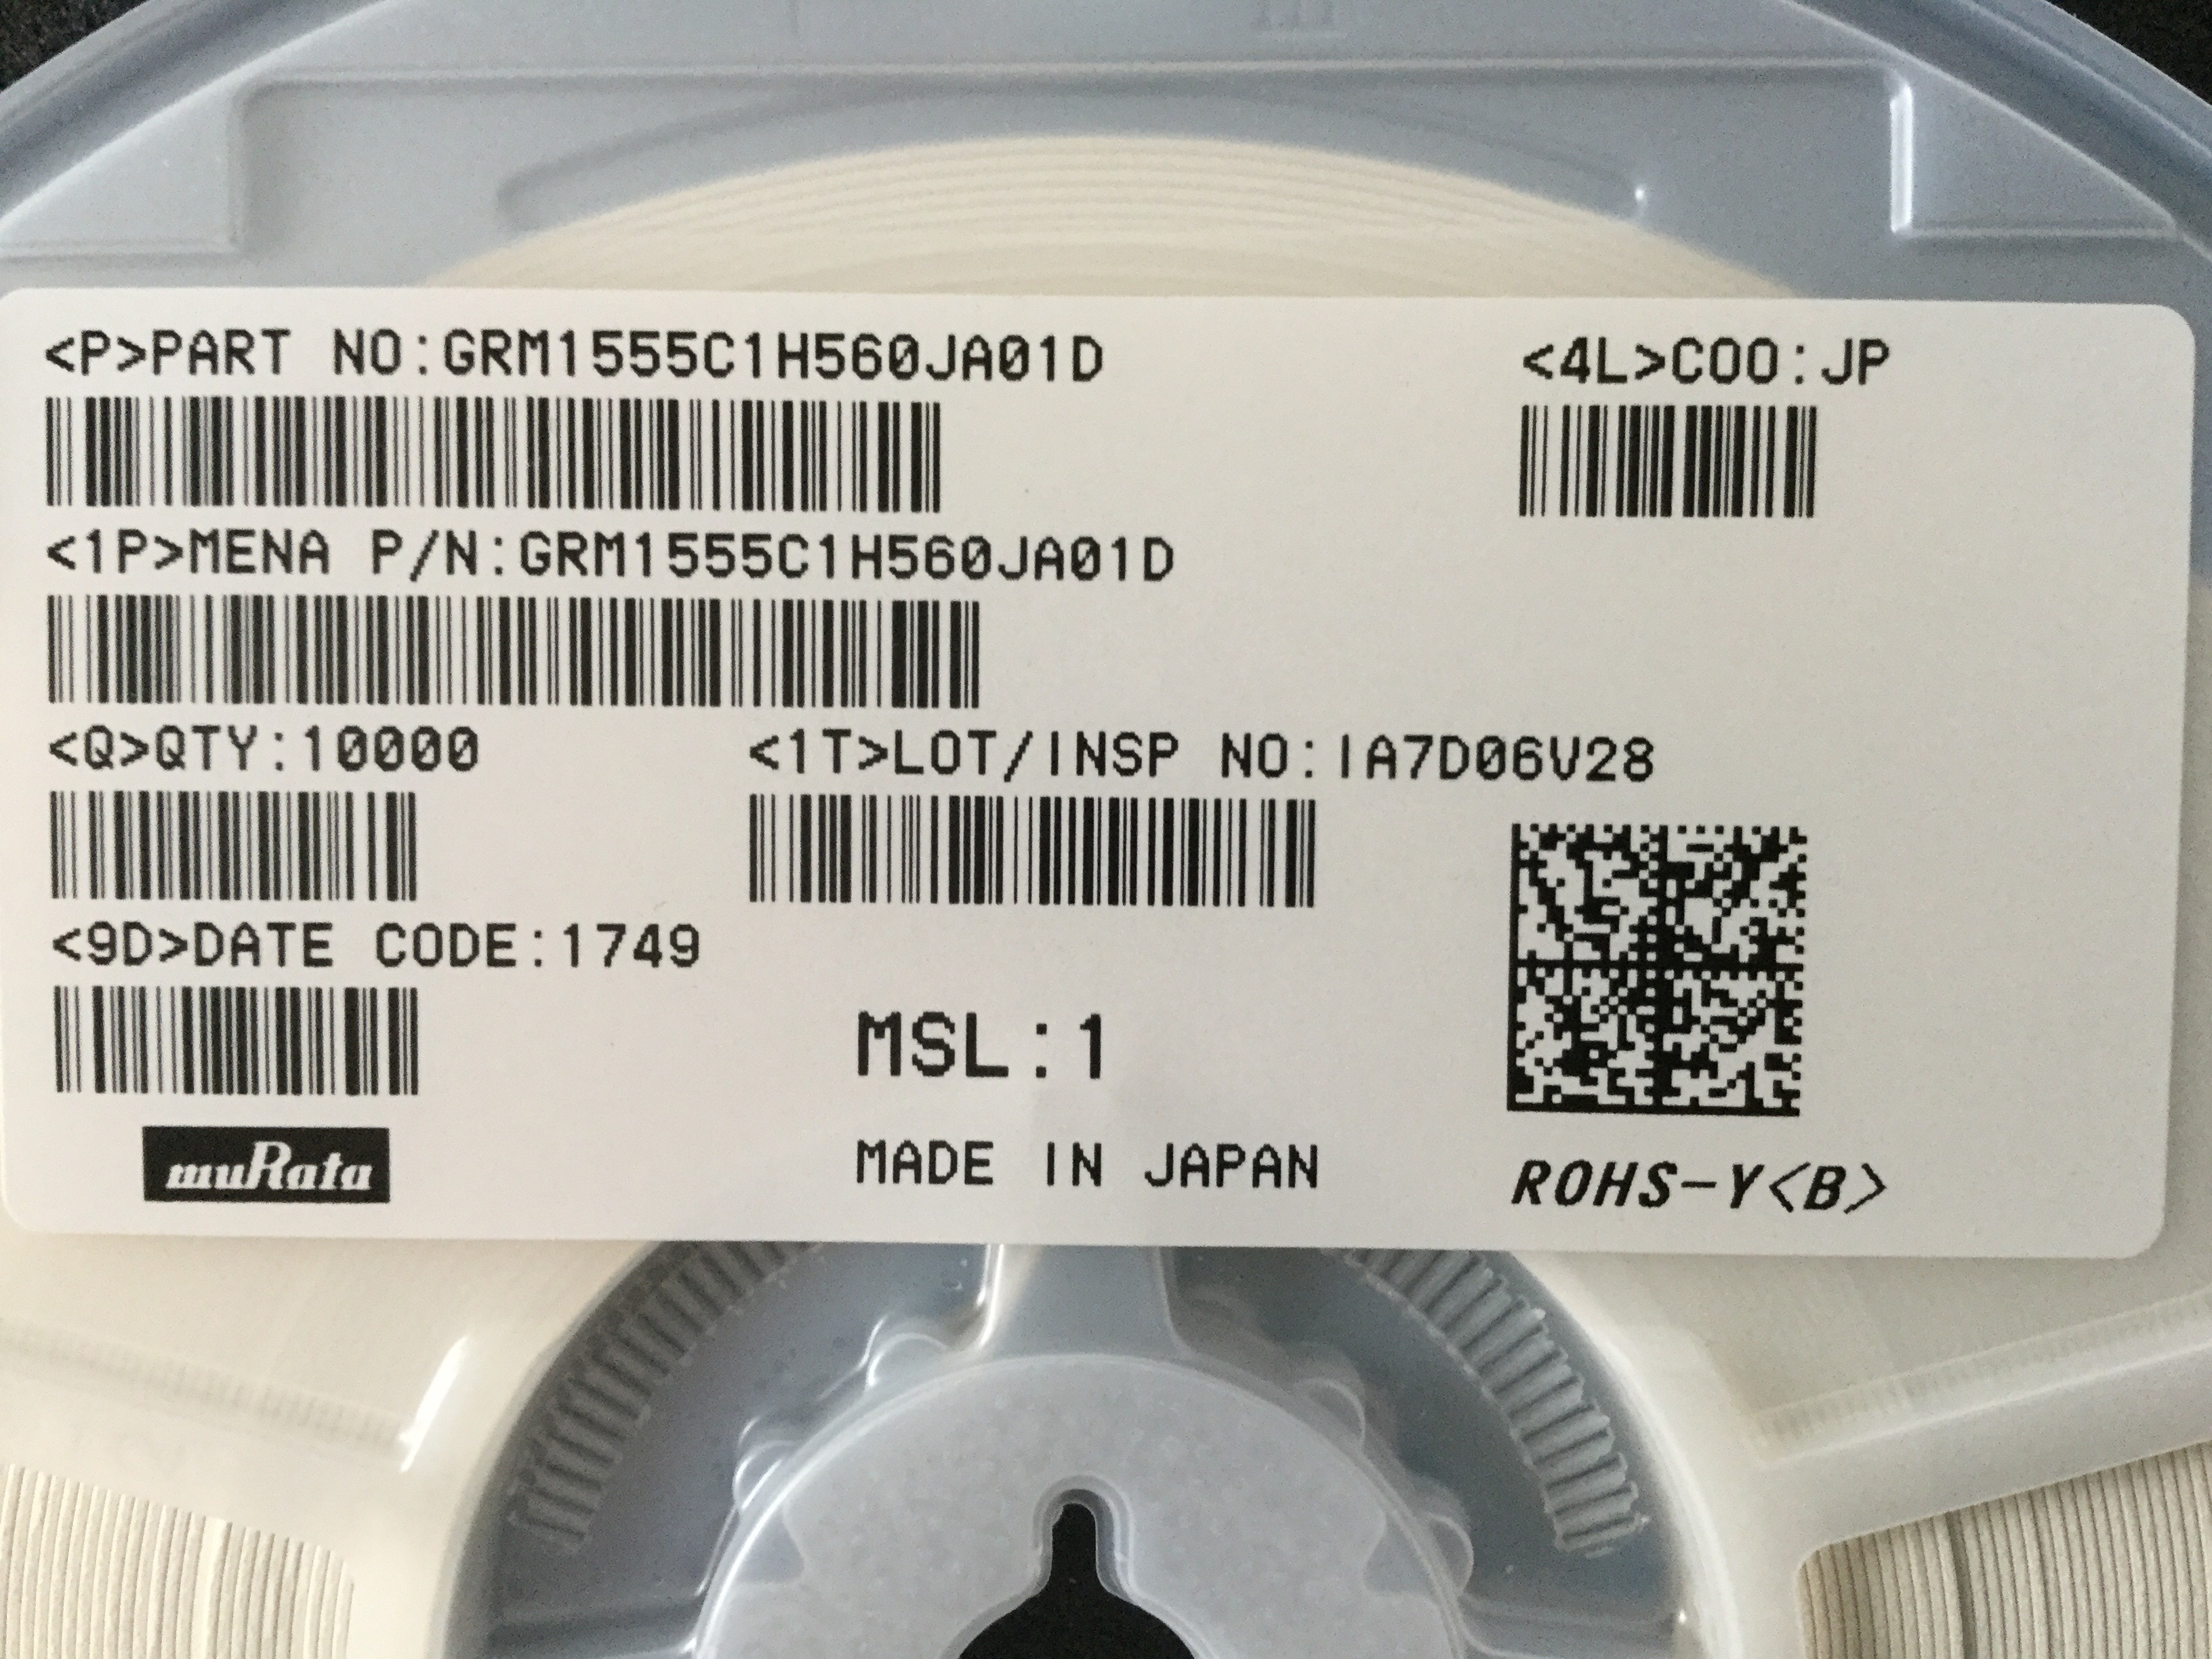 <P>PART NO:GRM1555C1H560JA01D
<4L>COO:JP
<1P>MENA P/N:GRM1555C1H560JA01D
<Q>QTY:10000
<1T>LOT/INSP NO:IA7D06V28
<9D>DATE CODE:1749
MSL:1
muRata
MADE IN JAPAN
ROHS-Y<B>